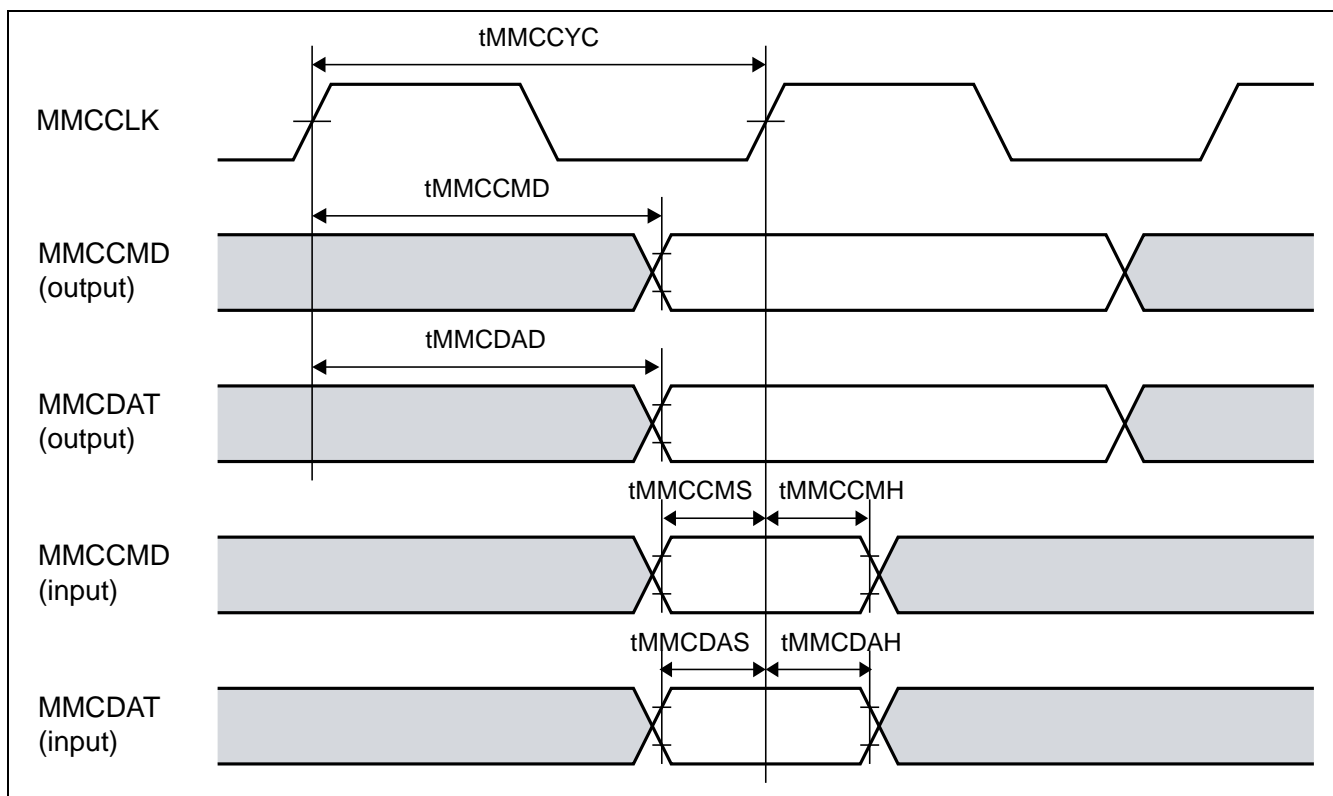 tMMCCYC
MMCCLK
tMMCCMD
MMCCMD
(output)
tMMCDAD
MMCDAT
(output)
tMMCCMS tMMCCMH
MMCCMD
(input)
tMMCDAS tMMCDAH
MMCDAT
(input)